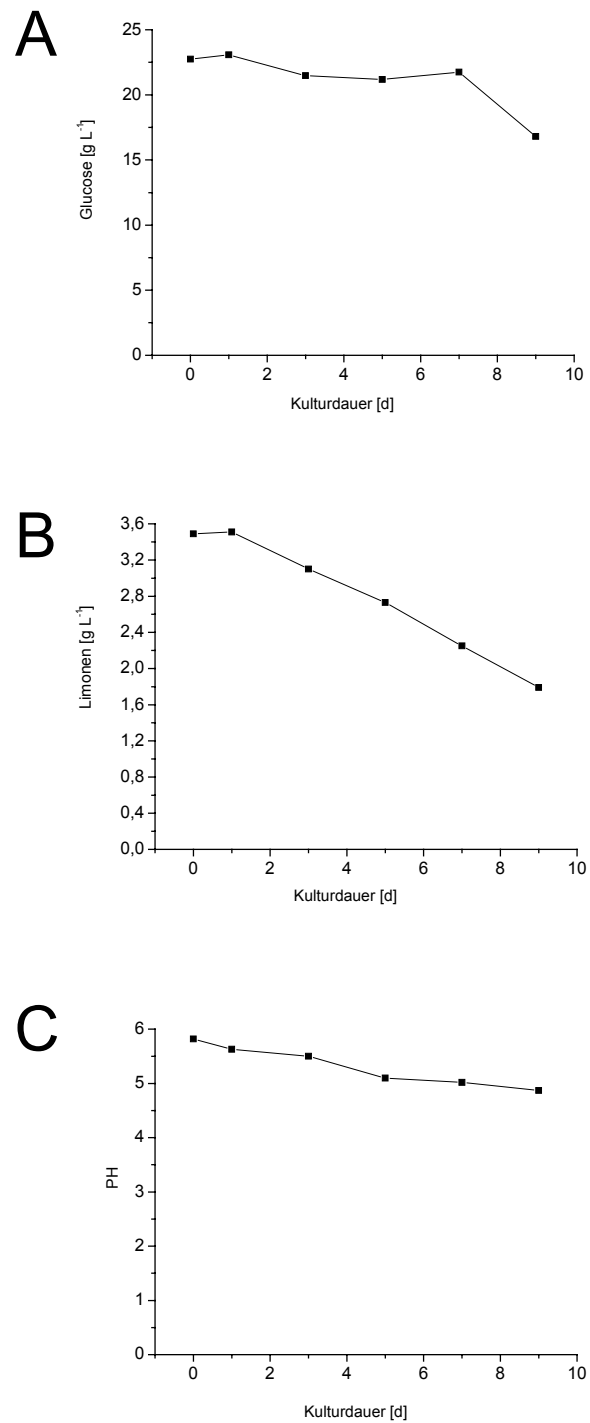 A
25
20
15
10
5
0
Glucose [g L⁻¹]
0 2 4 6 8 10
Kulturdauer [d]
B
3,6
3,2
2,8
2,4
2,0
1,6
1,2
0,8
0,4
0,0
Limonen [g L⁻¹]
0 2 4 6 8 10
Kulturdauer [d]
C
6
5
4
3
2
1
0
PH
0 2 4 6 8 10
Kulturdauer [d]